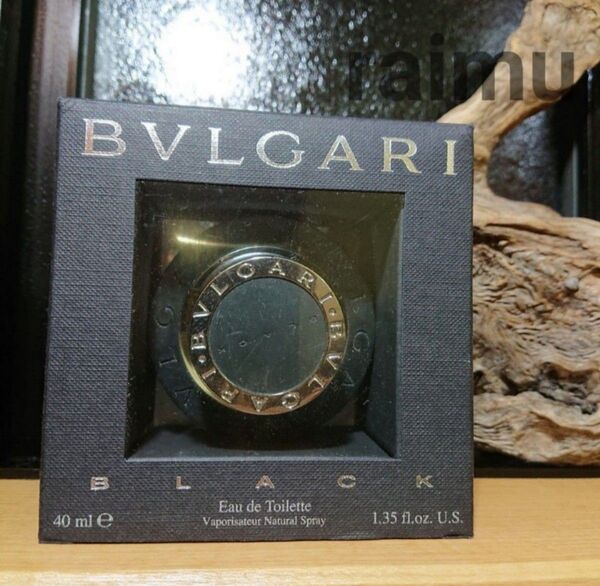 raimu
BVLGARI
BVLGARI · BVLGARI ·
BLACK
Eau de Toilette
40 ml ℮
Vaporisateur Natural Spray
1.35 fl.oz. U.S.